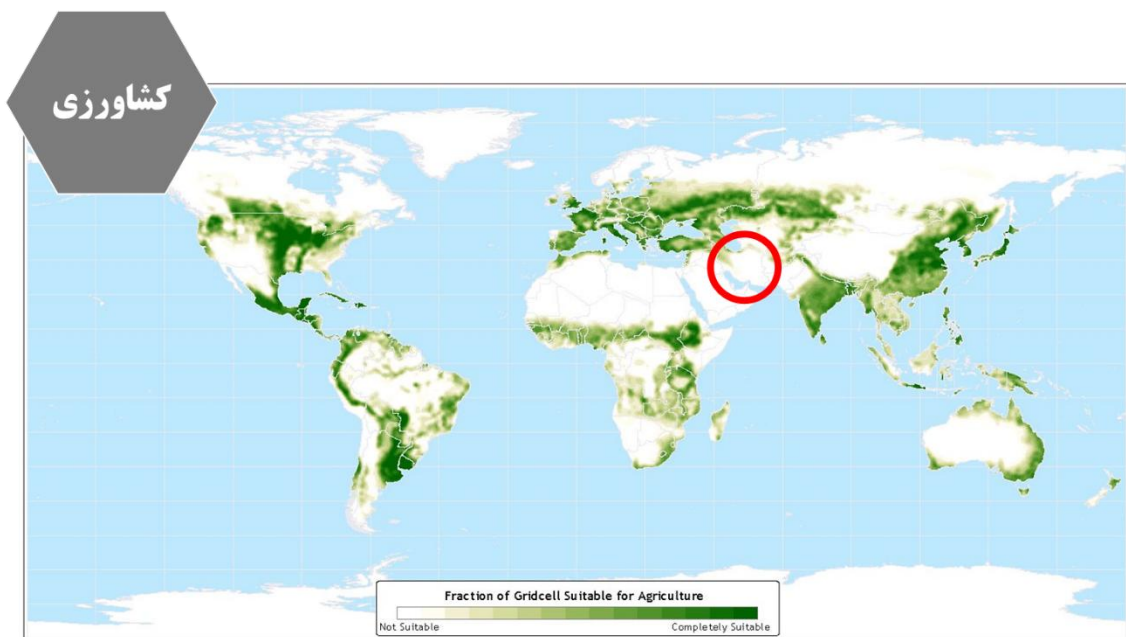 کشاورزی
Fraction of Gridcell Suitable for Agriculture
Not Suitable
Completely Suitable